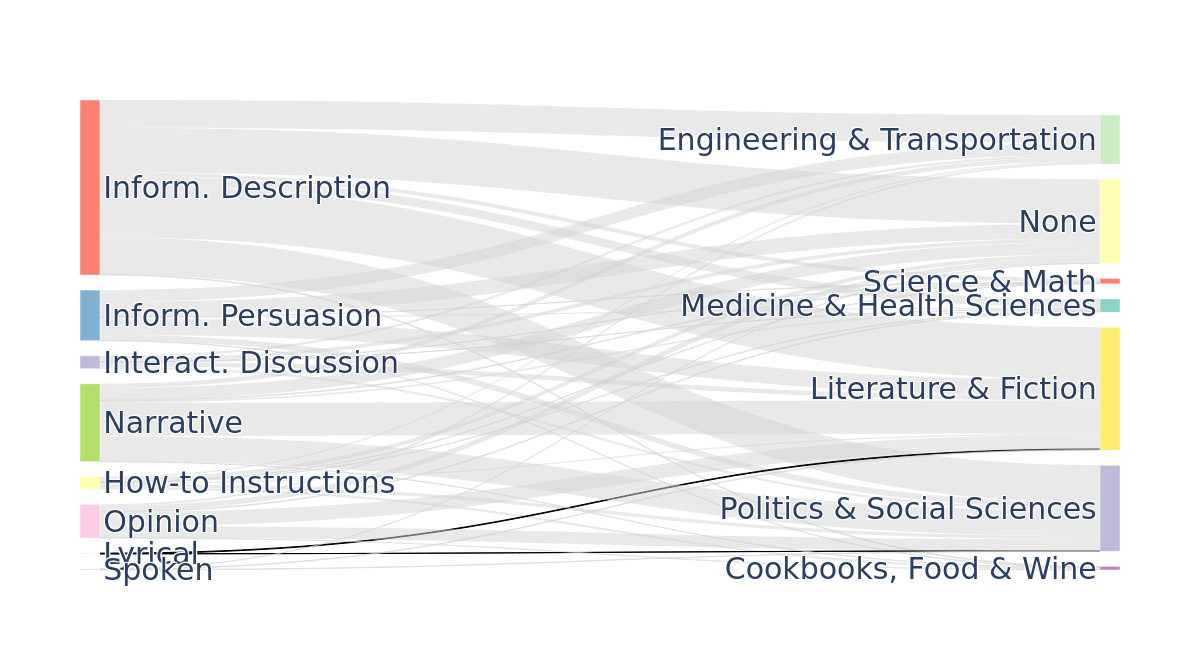 Inform. Description
Inform. Persuasion
Interact. Discussion
Narrative
How-to Instructions
Opinion
Lyrical
Spoken
Engineering & Transportation
None
Science & Math
Medicine & Health Sciences
Literature & Fiction
Politics & Social Sciences
Cookbooks, Food & Wine